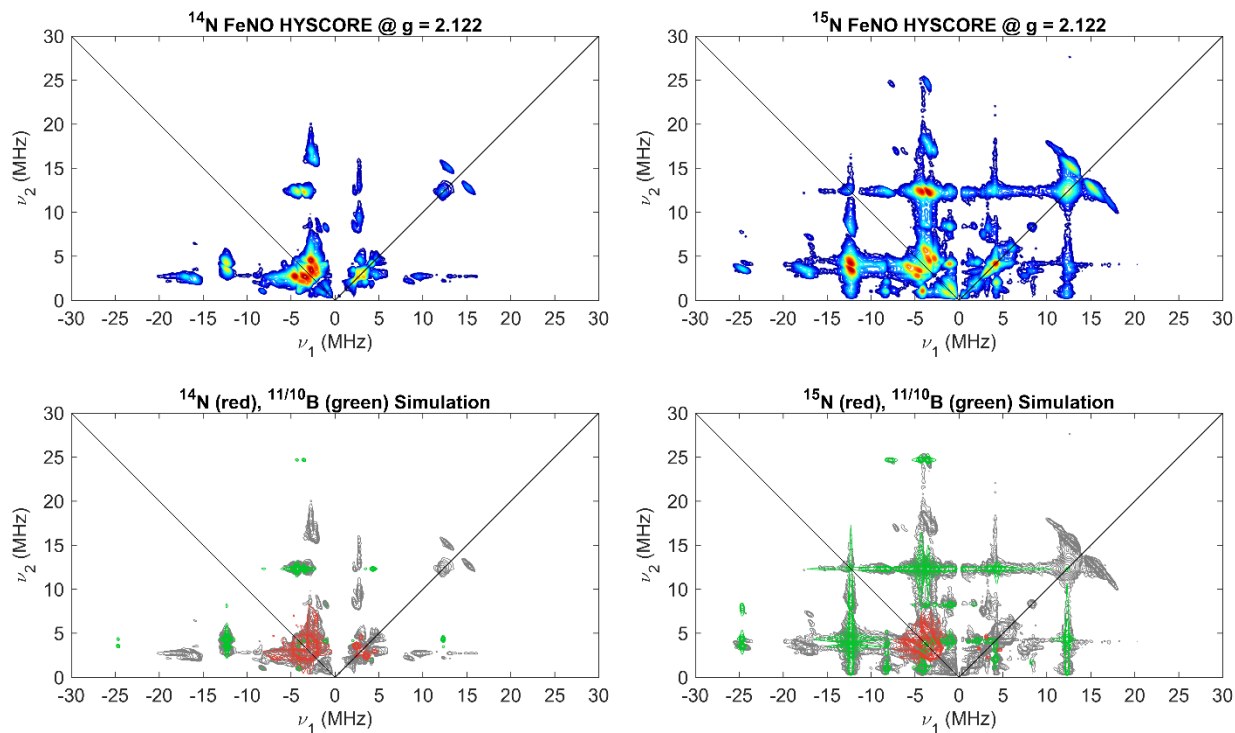 ¹⁴N FeNO HYSCORE @ g = 2.122
30
25
20
15
10
5
0
ν₂ (MHz)
-30 -25 -20 -15 -10 -5 0 5 10 15 20 25 30
ν₁ (MHz)
¹⁵N FeNO HYSCORE @ g = 2.122
30
25
20
15
10
5
0
ν₂ (MHz)
-30 -25 -20 -15 -10 -5 0 5 10 15 20 25 30
ν₁ (MHz)
¹⁴N (red), ¹¹/¹⁰B (green) Simulation
30
25
20
15
10
5
0
ν₂ (MHz)
-30 -25 -20 -15 -10 -5 0 5 10 15 20 25 30
ν₁ (MHz)
¹⁵N (red), ¹¹/¹⁰B (green) Simulation
30
25
20
15
10
5
0
ν₂ (MHz)
-30 -25 -20 -15 -10 -5 0 5 10 15 20 25 30
ν₁ (MHz)